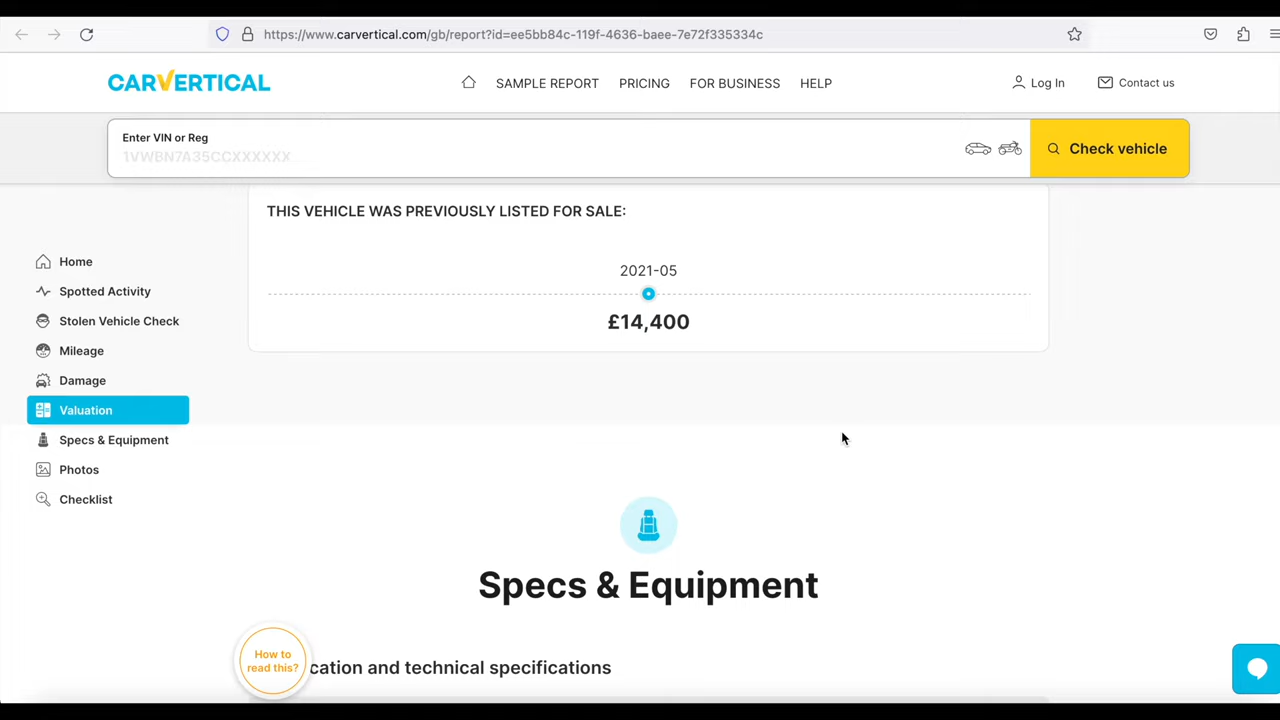 https://www.carvertical.com/gb/report?id=ee5bb84c-119f-4636-baee-7e72f335334c
CARVERTICAL
SAMPLE REPORT
PRICING
FOR BUSINESS
HELP
Log In
Contact us
Enter VIN or Reg
1VWBN7A35CCXXXXXX
Check vehicle
THIS VEHICLE WAS PREVIOUSLY LISTED FOR SALE:
2021-05
£14,400
Home
Spotted Activity
Stolen Vehicle Check
Mileage
Damage
Valuation
Specs & Equipment
Photos
Checklist
Specs & Equipment
How to
read this?
cation and technical specifications